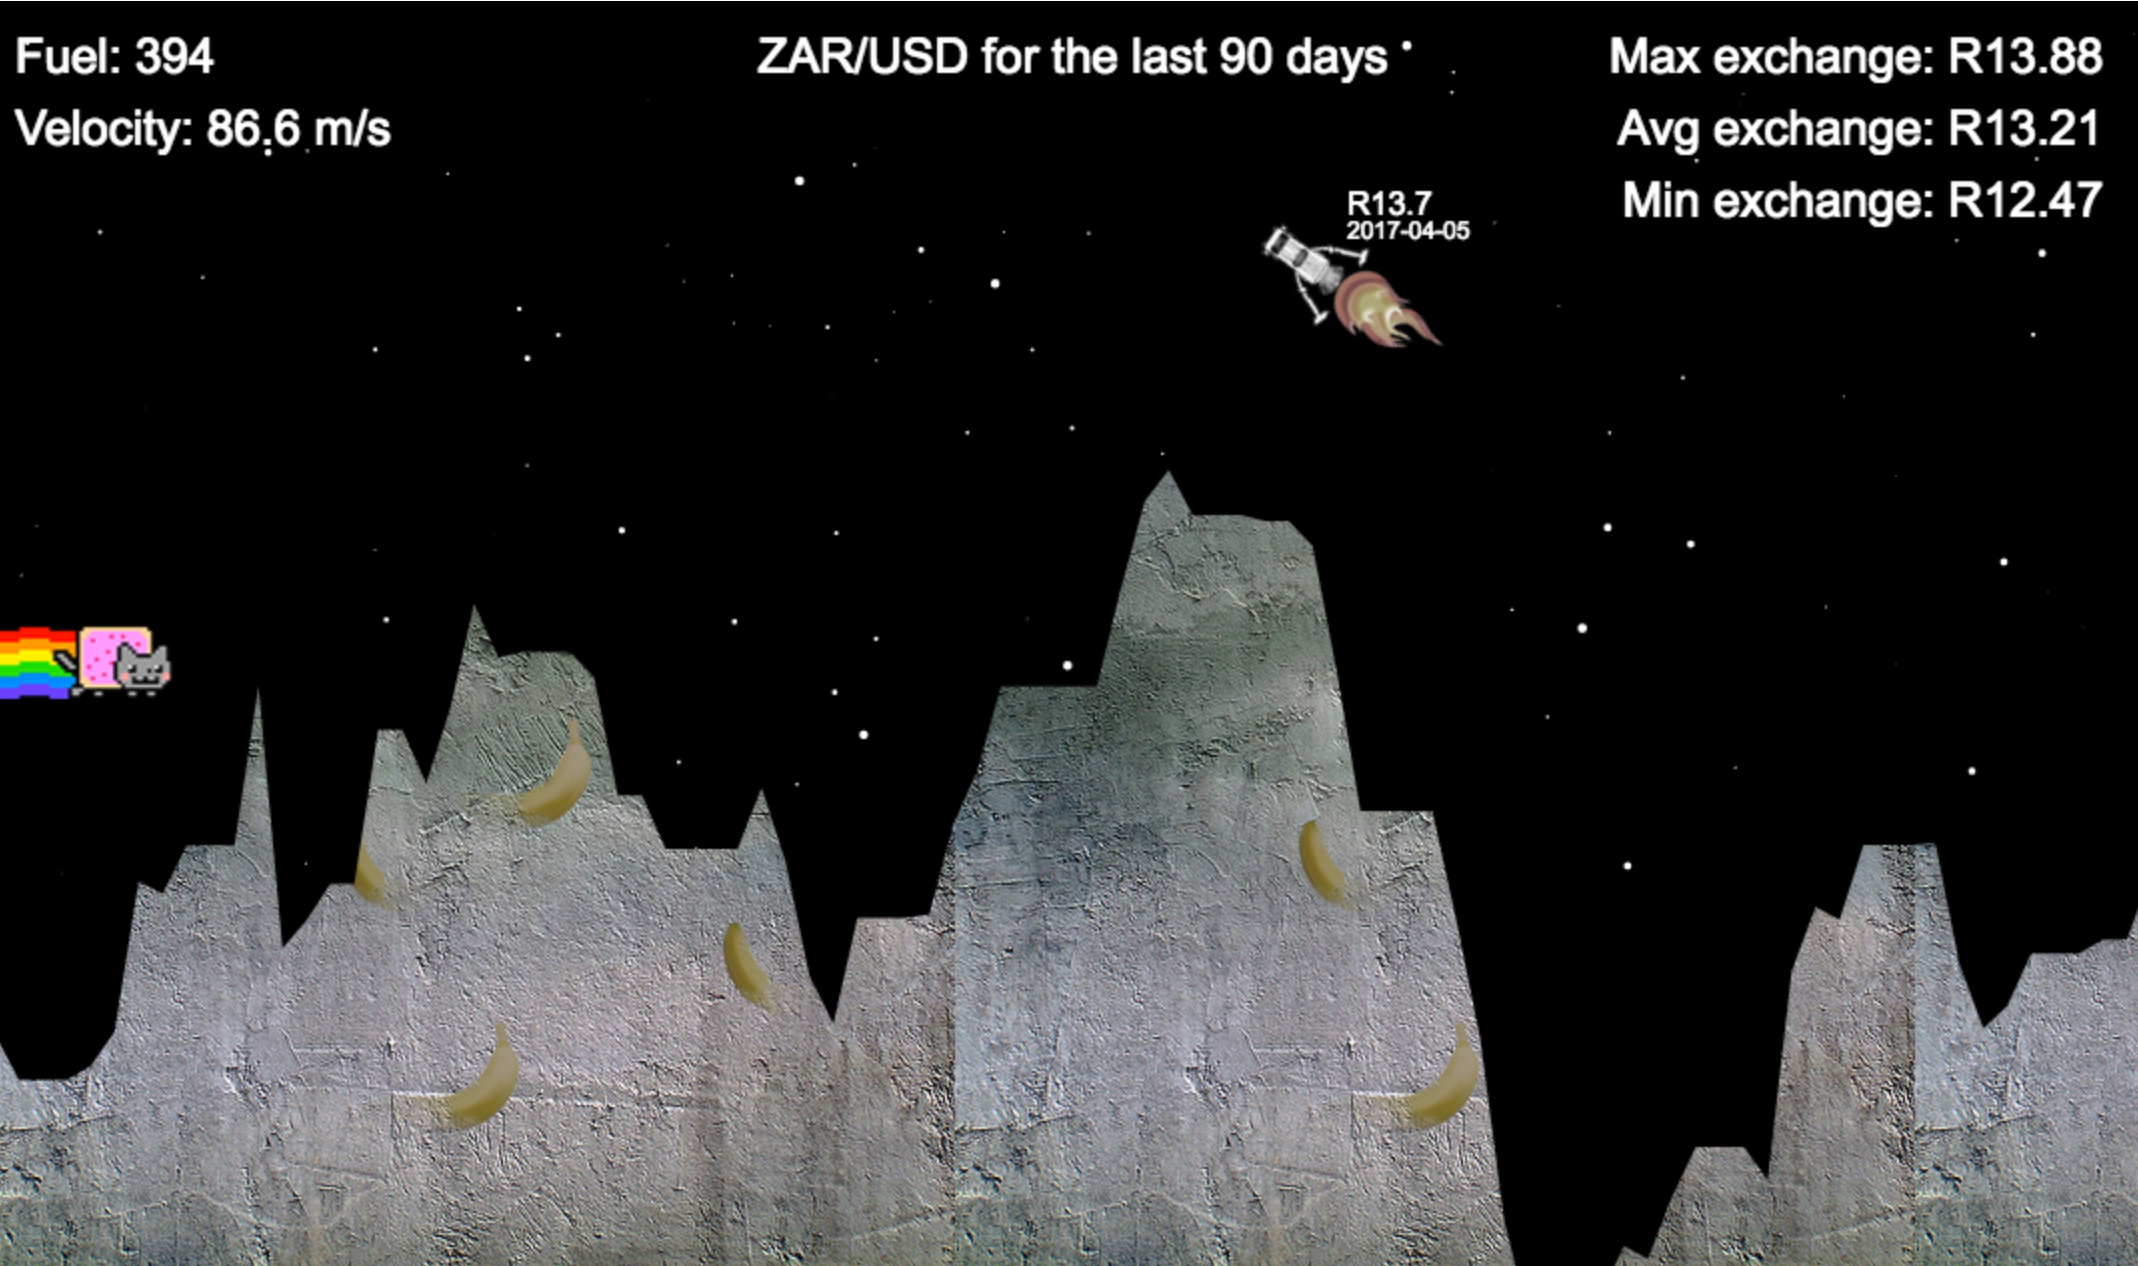 Fuel: 394
Velocity: 86.6 m/s
ZAR/USD for the last 90 days
Max exchange: R13.88
Avg exchange: R13.21
Min exchange: R12.47
R13.7
2017-04-05